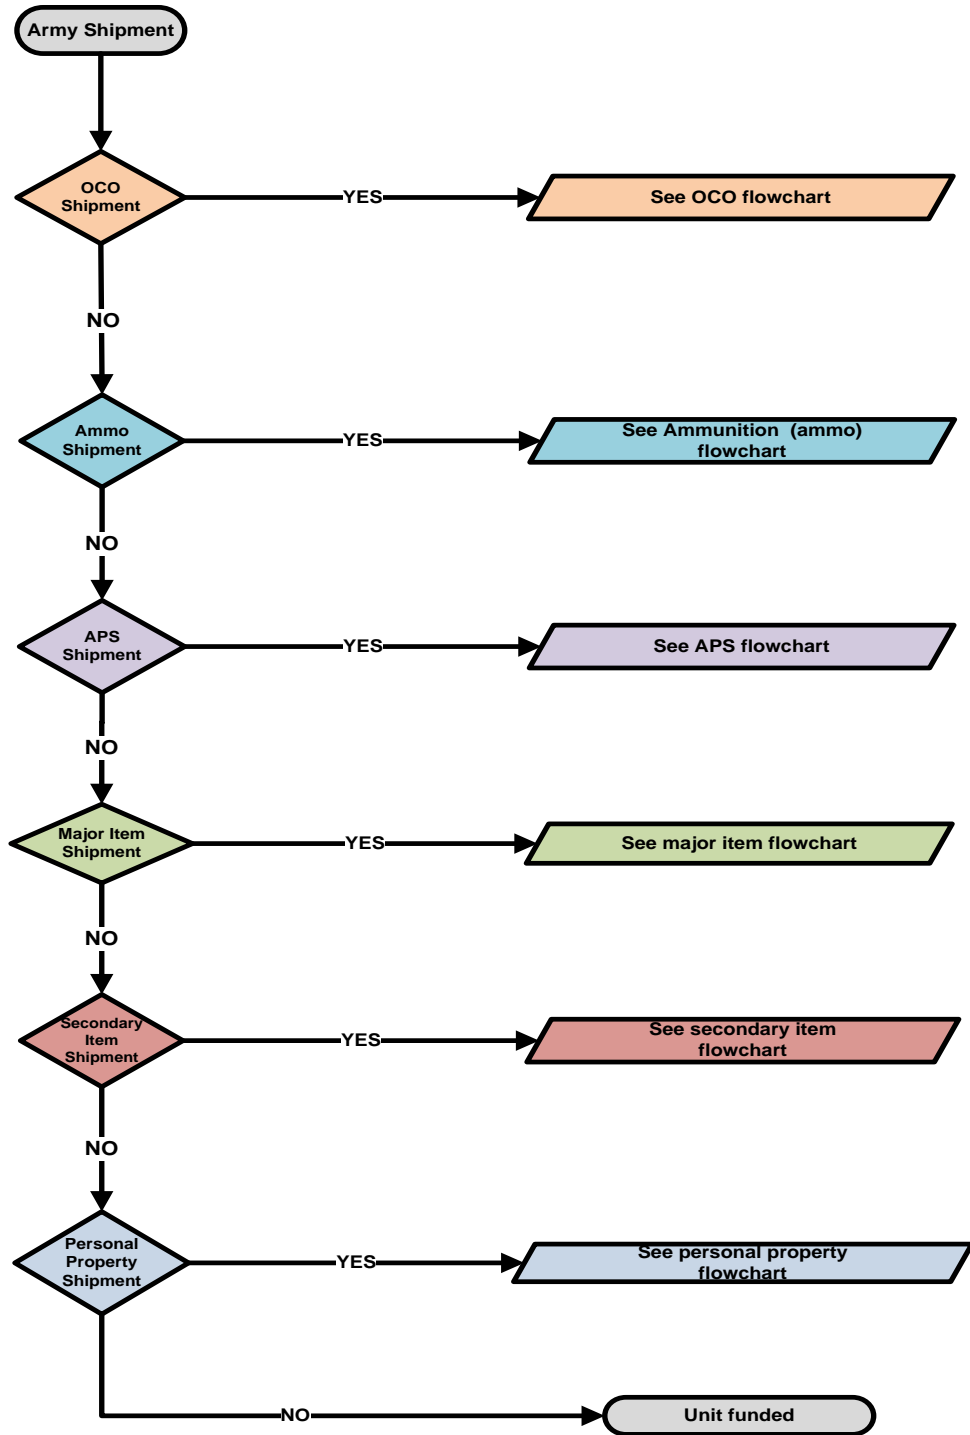 Army Shipment
OCO
Shipment
YES
See OCO flowchart
NO
Ammo
Shipment
YES
See Ammunition (ammo)
flowchart
NO
APS
Shipment
YES
See APS flowchart
NO
Major Item
Shipment
YES
See major item flowchart
NO
Secondary
Item
Shipment
YES
See secondary item
flowchart
NO
Personal
Property
Shipment
YES
See personal property
flowchart
NO
Unit funded